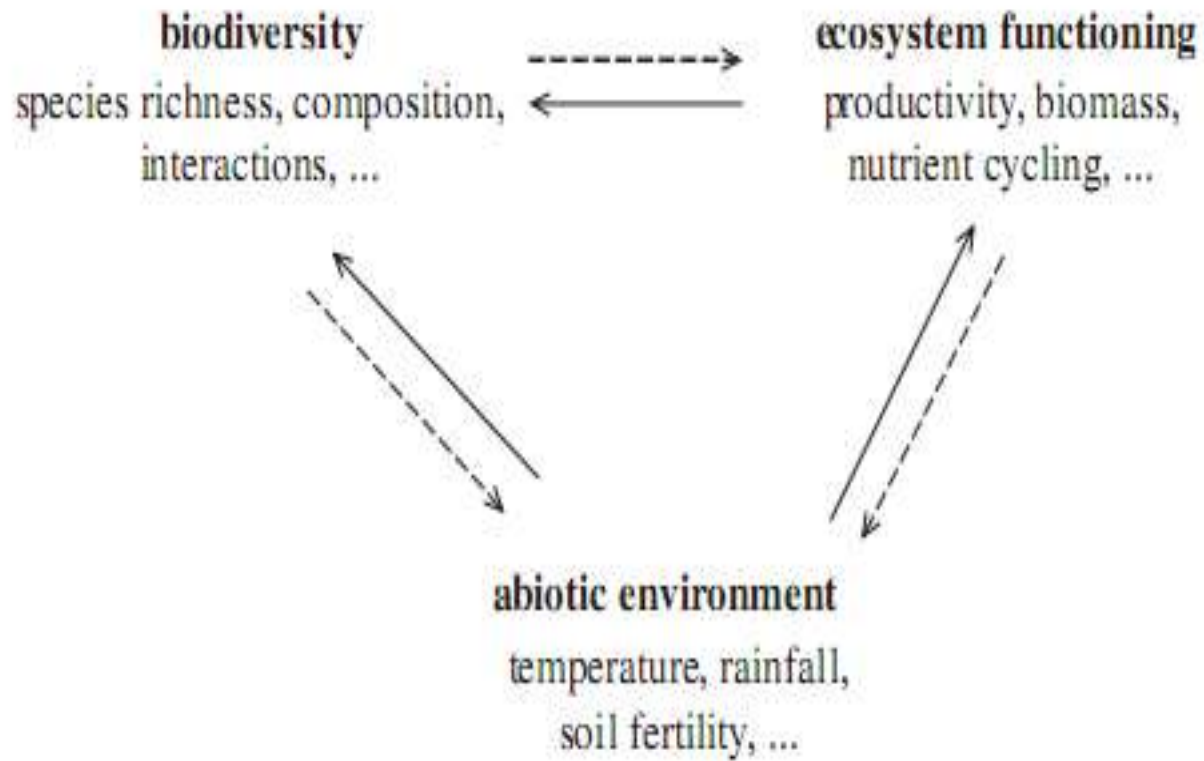 biodiversity
species richness, composition,
interactions, ...
ecosystem functioning
productivity, biomass,
nutrient cycling, ...
abiotic environment
temperature, rainfall,
soil fertility, ...